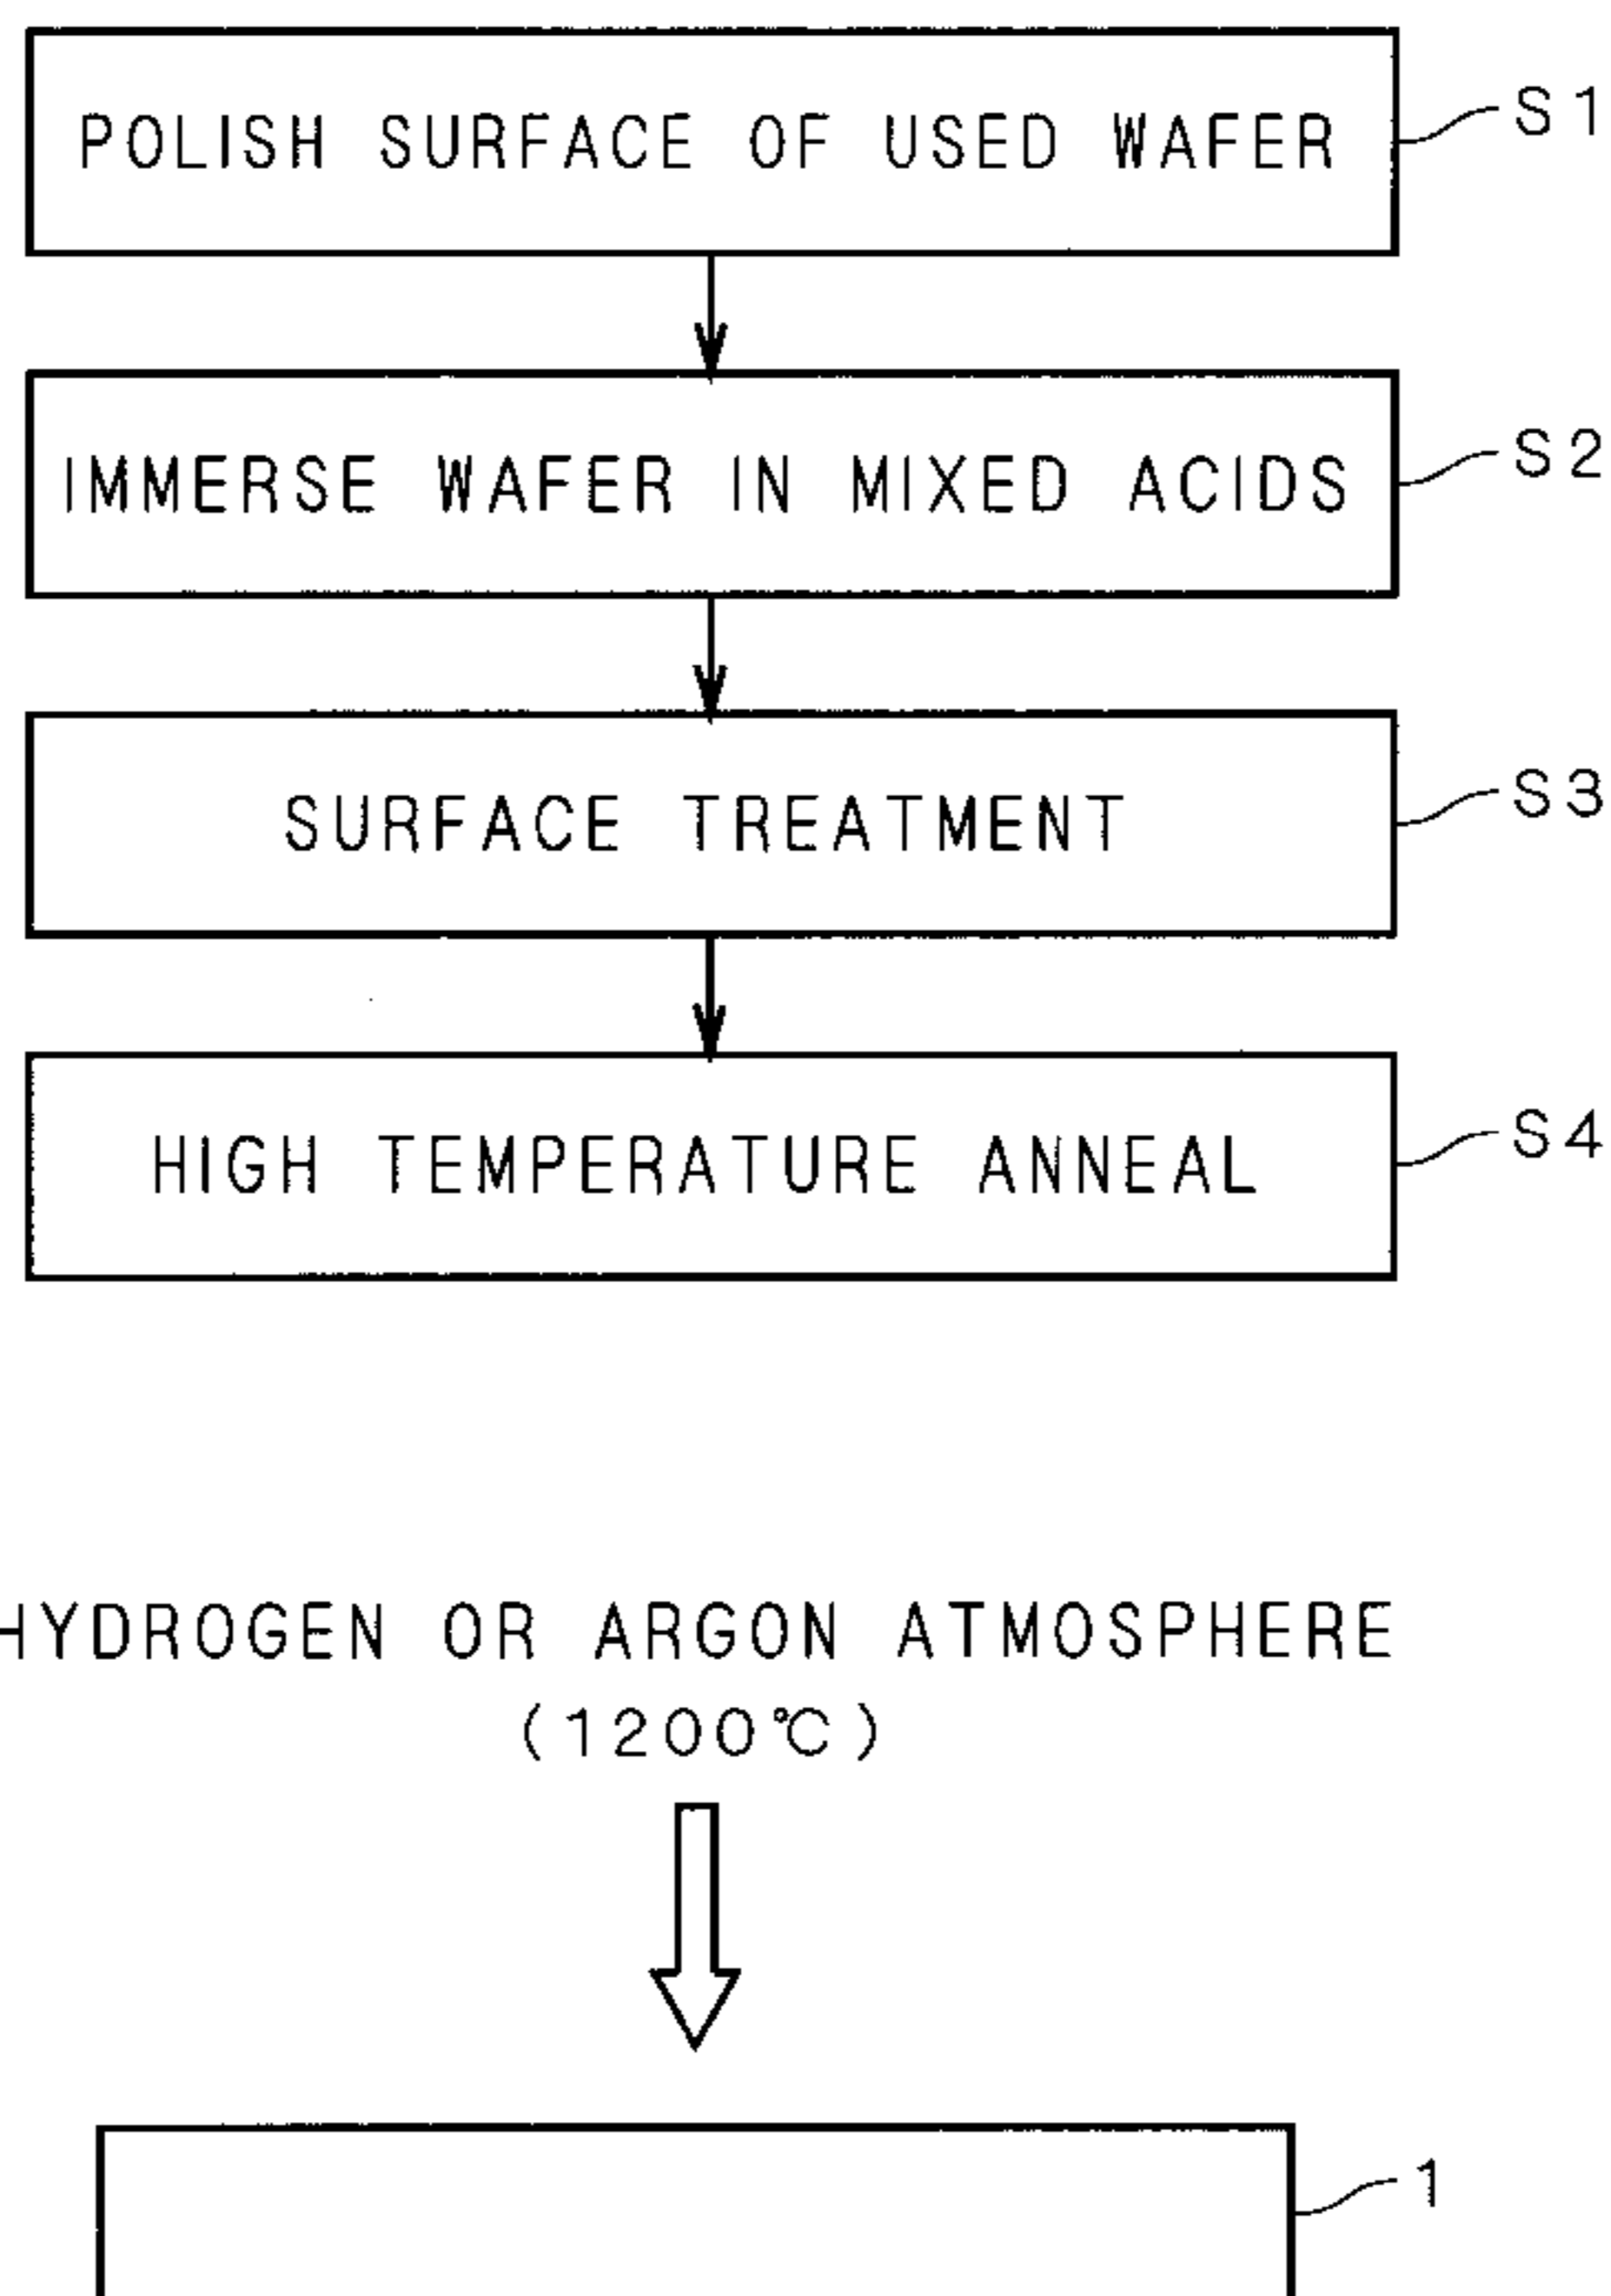 POLISH SURFACE OF USED WAFER S1
IMMERSE WAFER IN MIXED ACIDS S2
SURFACE TREATMENT S3
HIGH TEMPERATURE ANNEAL S4
HYDROGEN OR ARGON ATMOSPHERE
(1200℃)
1